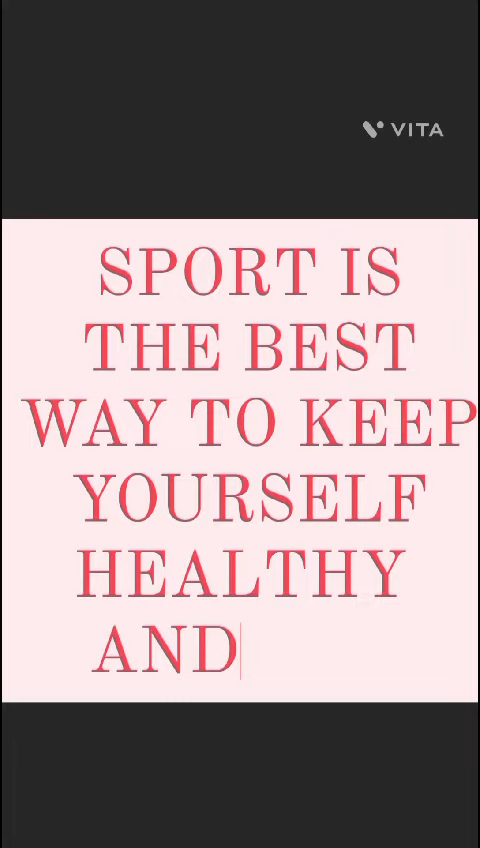 VITA
SPORT IS
THE BEST
WAY TO KEEP
YOURSELF
HEALTHY
AND